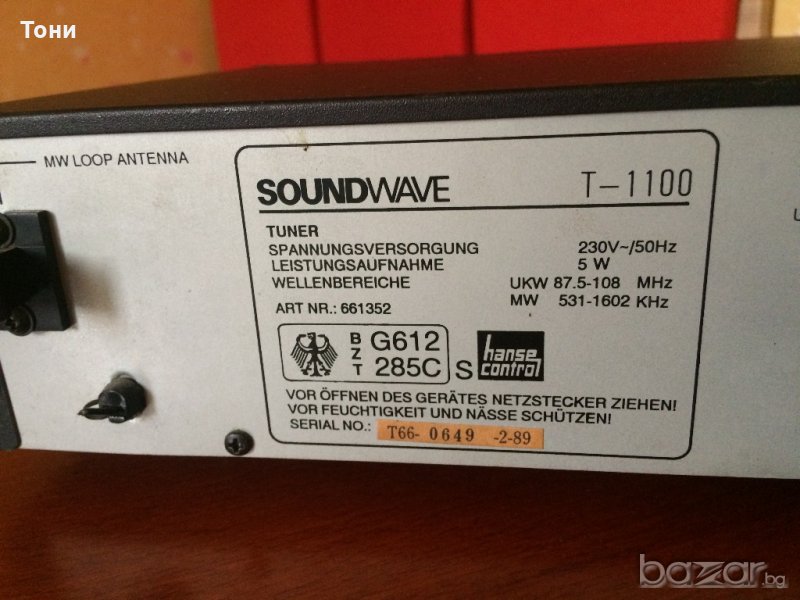 Тони
MW LOOP ANTENNA
SOUNDWAVE T-1100
TUNER
SPANNUNGSVERSORGUNG 230V~/50Hz
LEISTUNGSAUFNAHME 5 W
WELLENBEREICHE UKW 87.5-108 MHz
MW 531-1602 KHz
ART NR.: 661352
BZT G612 285C S hanse control
VOR ÖFFNEN DES GERÄTES NETZSTECKER ZIEHEN!
VOR FEUCHTIGKEIT UND NÄSSE SCHÜTZEN!
SERIAL NO.: T66- 0649 -2-89
bazar.bg